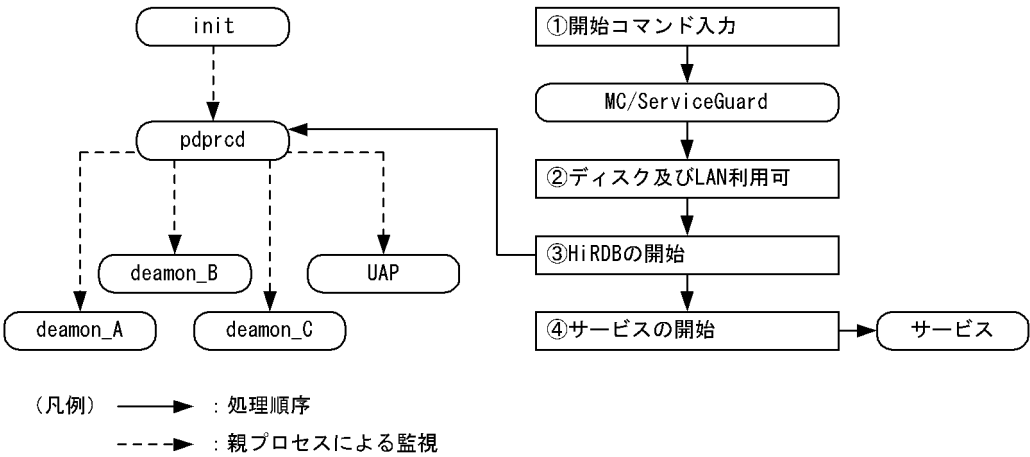 init
pdprcd
deamon_B
UAP
deamon_A
deamon_C
①開始コマンド入力
MC/ServiceGuard
②ディスク及びLAN利用可
③HiRDBの開始
④サービスの開始
サービス
(凡例)
:処理順序
:親プロセスによる監視